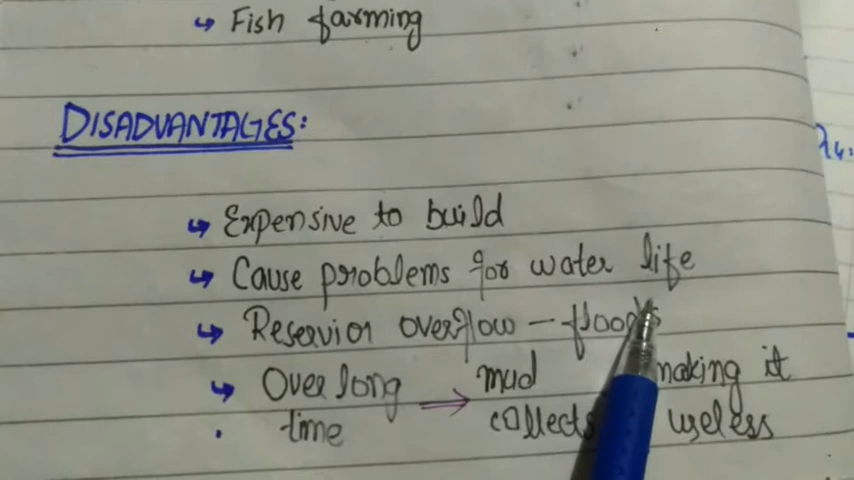 ↳ Fish farming
DISADVANTAGES:
↳ Expensive to build
↳ Cause problems for water life
↳ Reservior overflow – floods
↳ Over long → mud making it
time collects useless